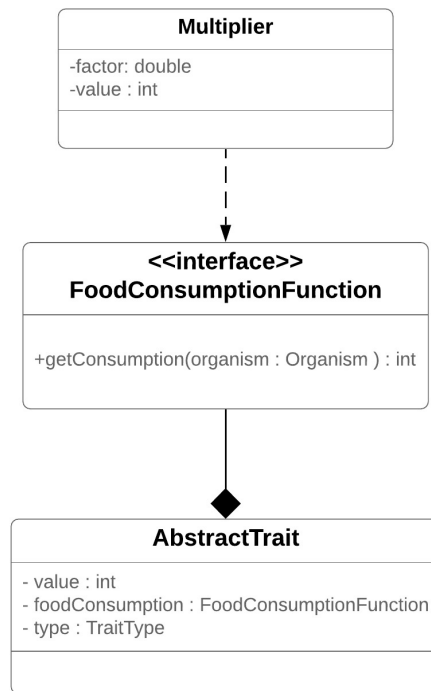 Multiplier
-factor: double
-value : int
<<interface>>
FoodConsumptionFunction
+getConsumption(organism : Organism ) : int
AbstractTrait
- value : int
- foodConsumption : FoodConsumptionFunction
- type : TraitType